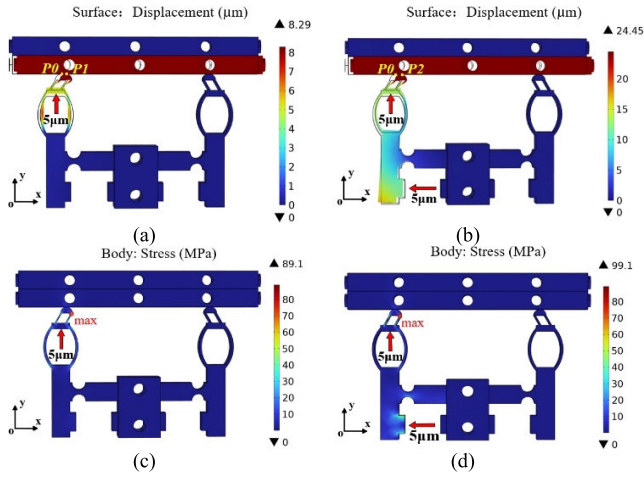 Surface: Displacement (µm)
▲ 8.29
8
7
6
5
4
3
2
1
0
▼ 0
P0 P1
5µm
y
x
o
(a)
Surface: Displacement (µm)
▲ 24.45
20
15
10
5
0
▼ 0
P0 P2
5µm
5µm
y
x
o
(b)
Body: Stress (MPa)
▲ 89.1
80
70
60
50
40
30
20
10
▼ 0
max
5µm
y
x
o
(c)
Body: Stress (MPa)
▲ 99.1
90
80
70
60
50
40
30
20
10
▼ 0
max
5µm
5µm
y
x
o
(d)